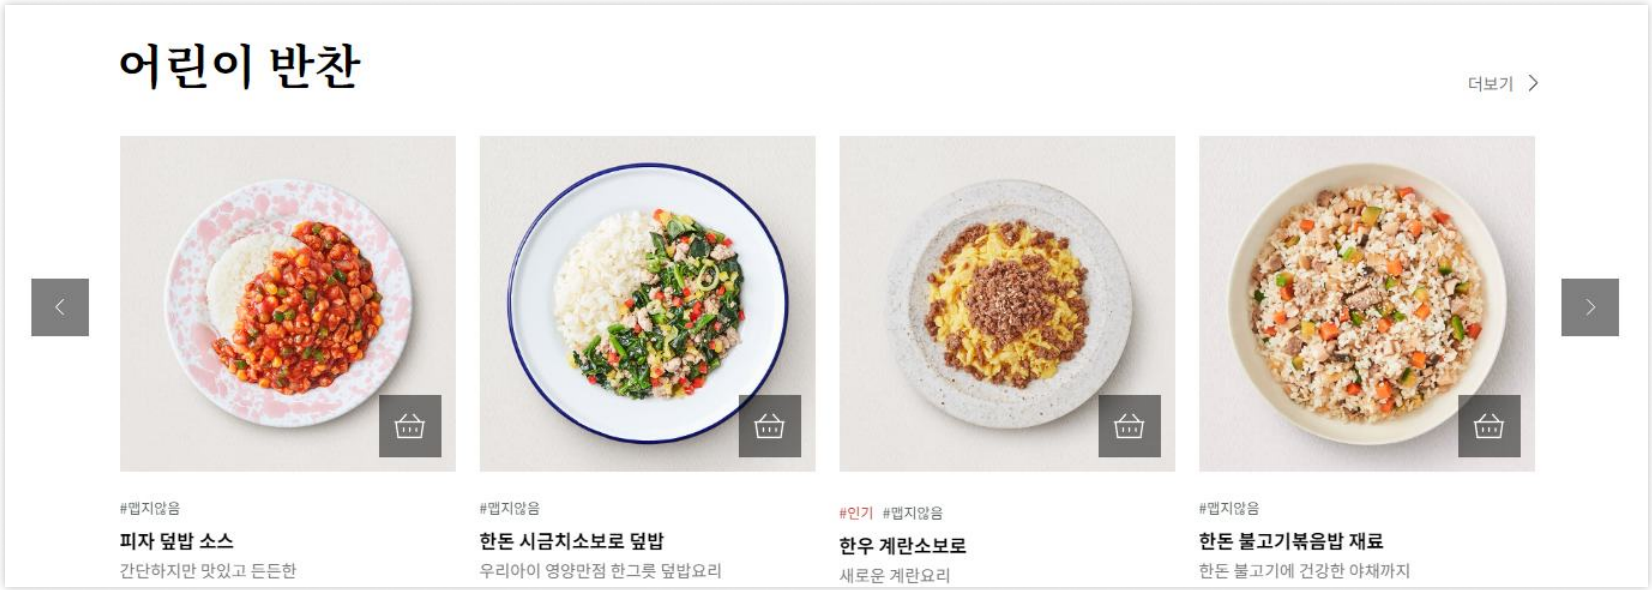 어린이 반찬
더보기
#맵지않음
피자 덮밥 소스
간단하지만 맛있고 든든한
#맵지않음
한돈 시금치소보로 덮밥
우리아이 영양만점 한그릇 덮밥요리
#인기 #맵지않음
한우 계란소보로
새로운 계란요리
#맵지않음
한돈 불고기볶음밥 재료
한돈 불고기에 건강한 야채까지